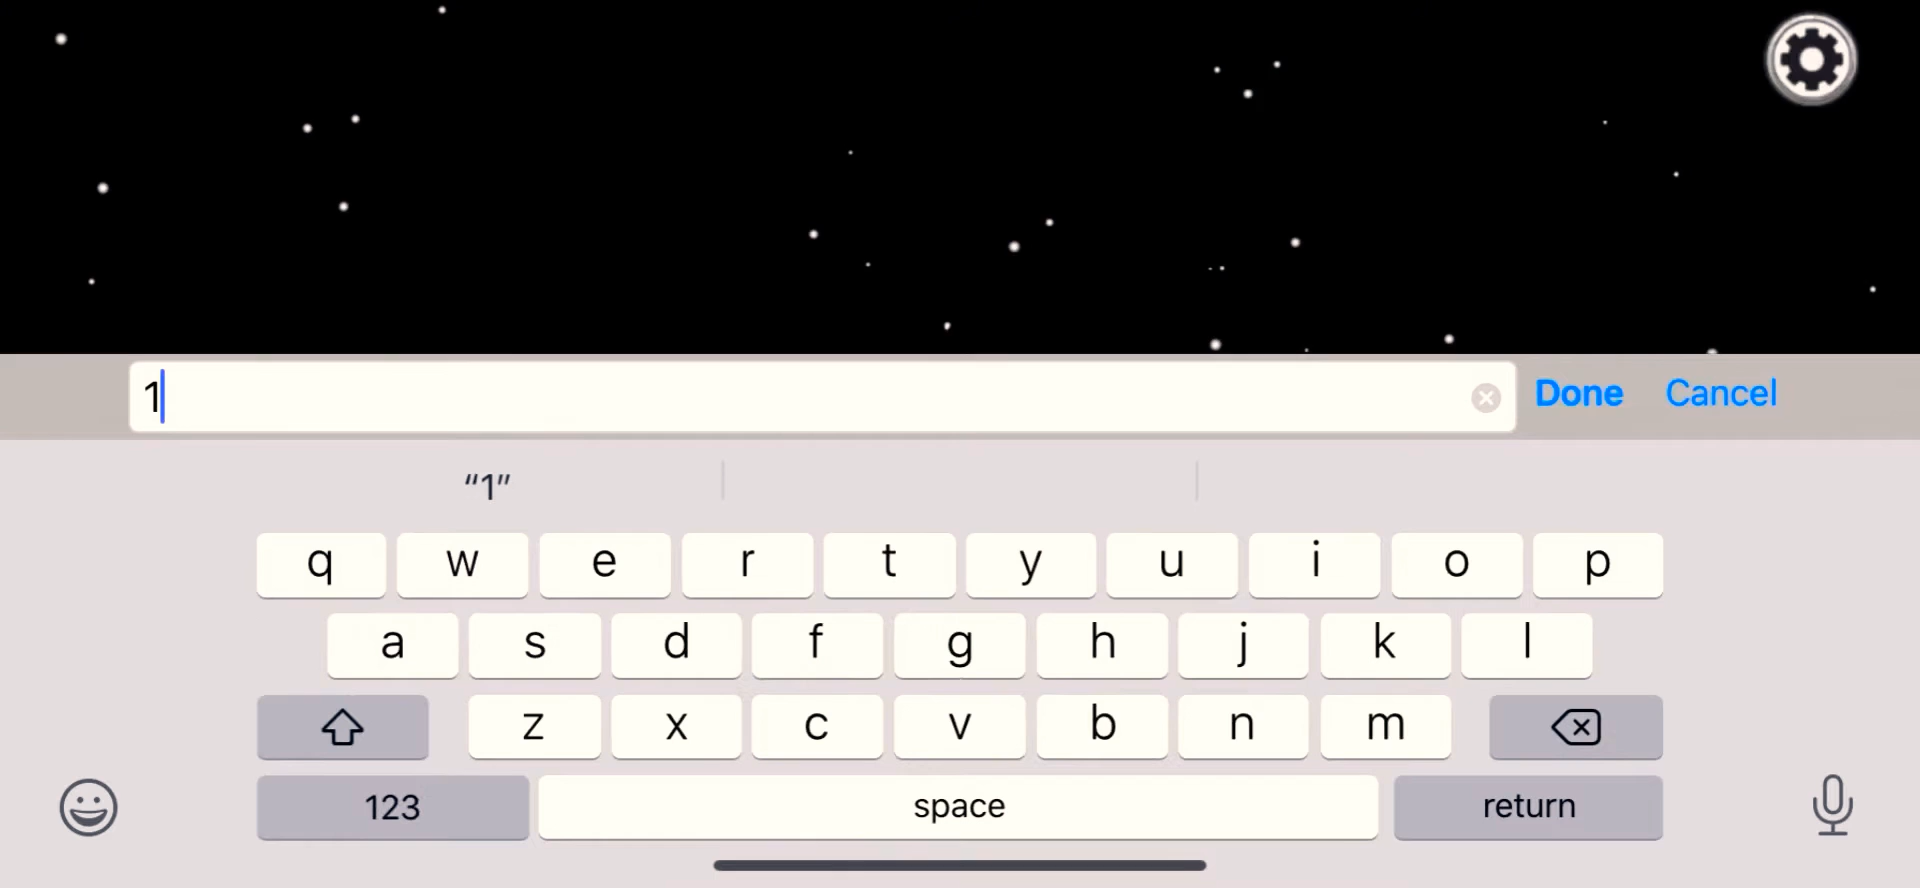 1
Done Cancel
“1”
q w e r t y u i o p
a s d f g h j k l
z x c v b n m
123 space return